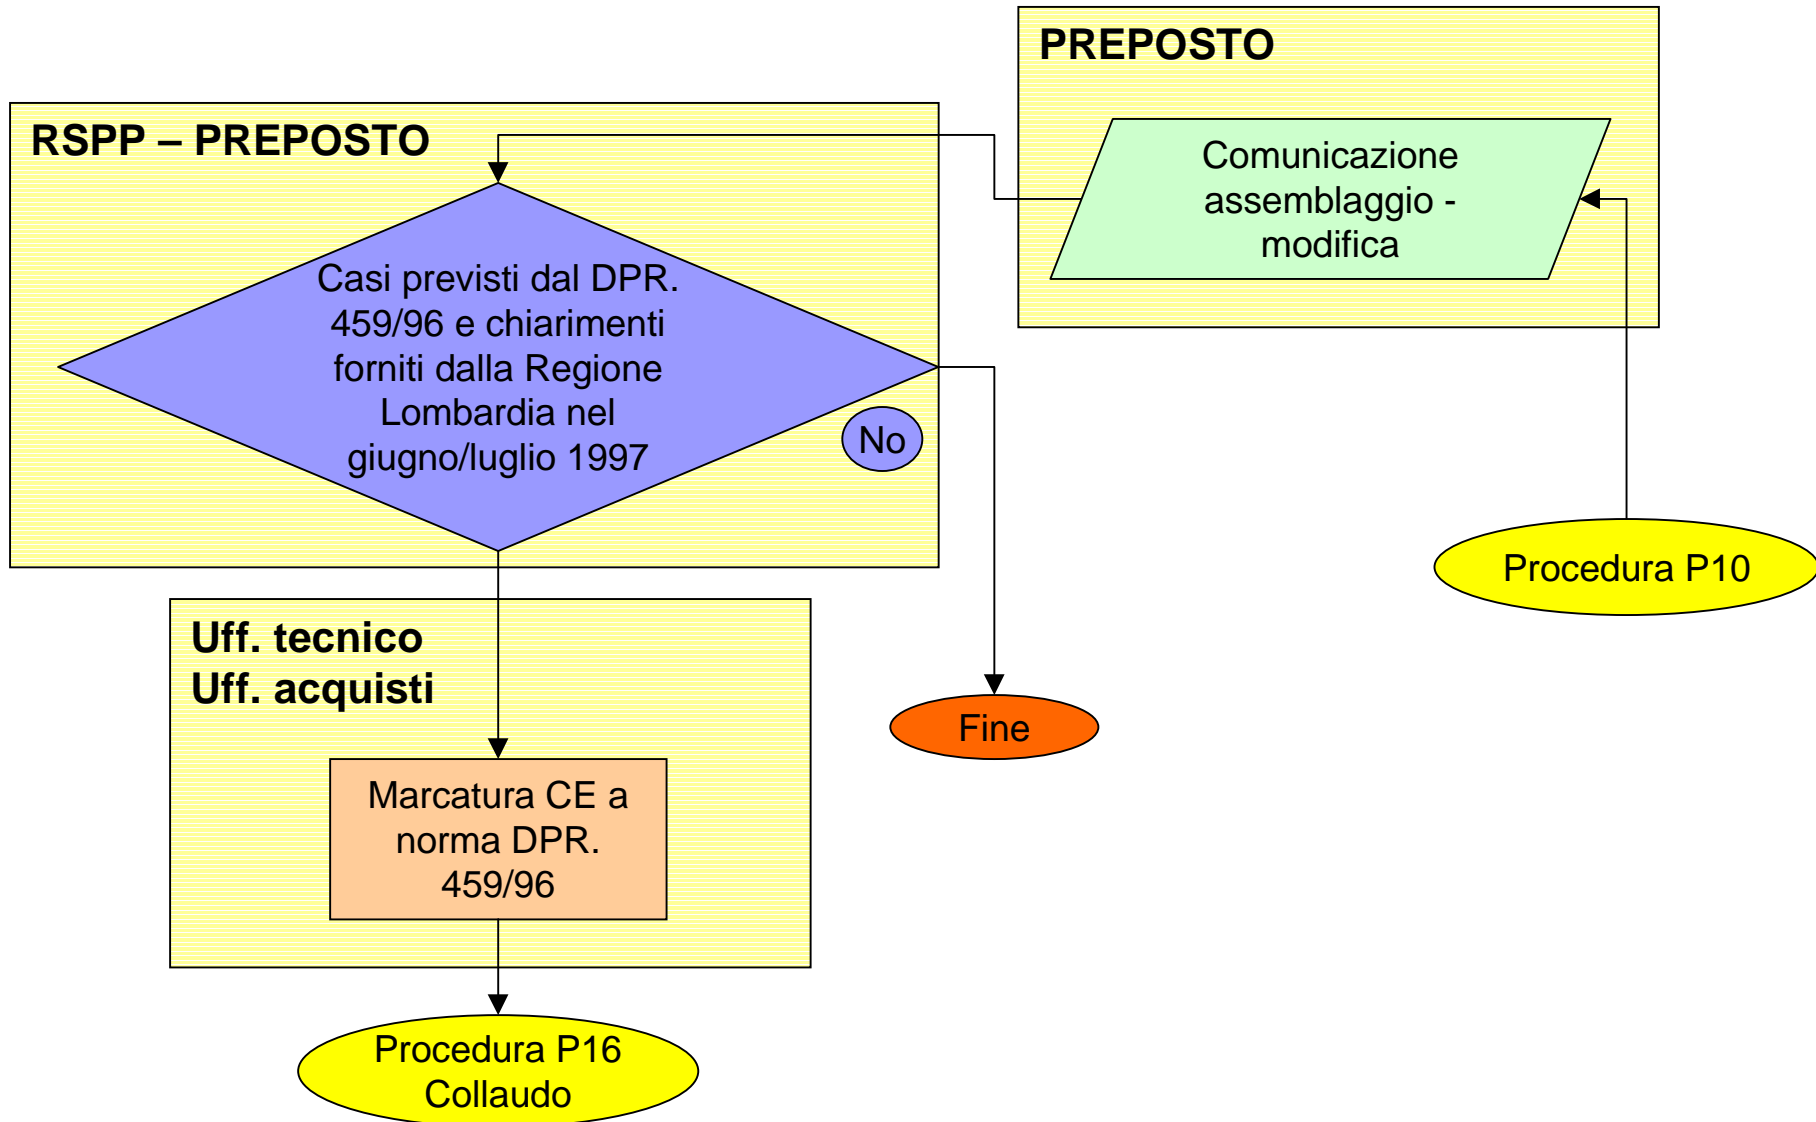 PREPOSTO
Comunicazione
assemblaggio -
modifica
RSPP – PREPOSTO
Casi previsti dal DPR.
459/96 e chiarimenti
forniti dalla Regione
Lombardia nel
giugno/luglio 1997
No
Procedura P10
Uff. tecnico
Uff. acquisti
Fine
Marcatura CE a
norma DPR.
459/96
Procedura P16
Collaudo